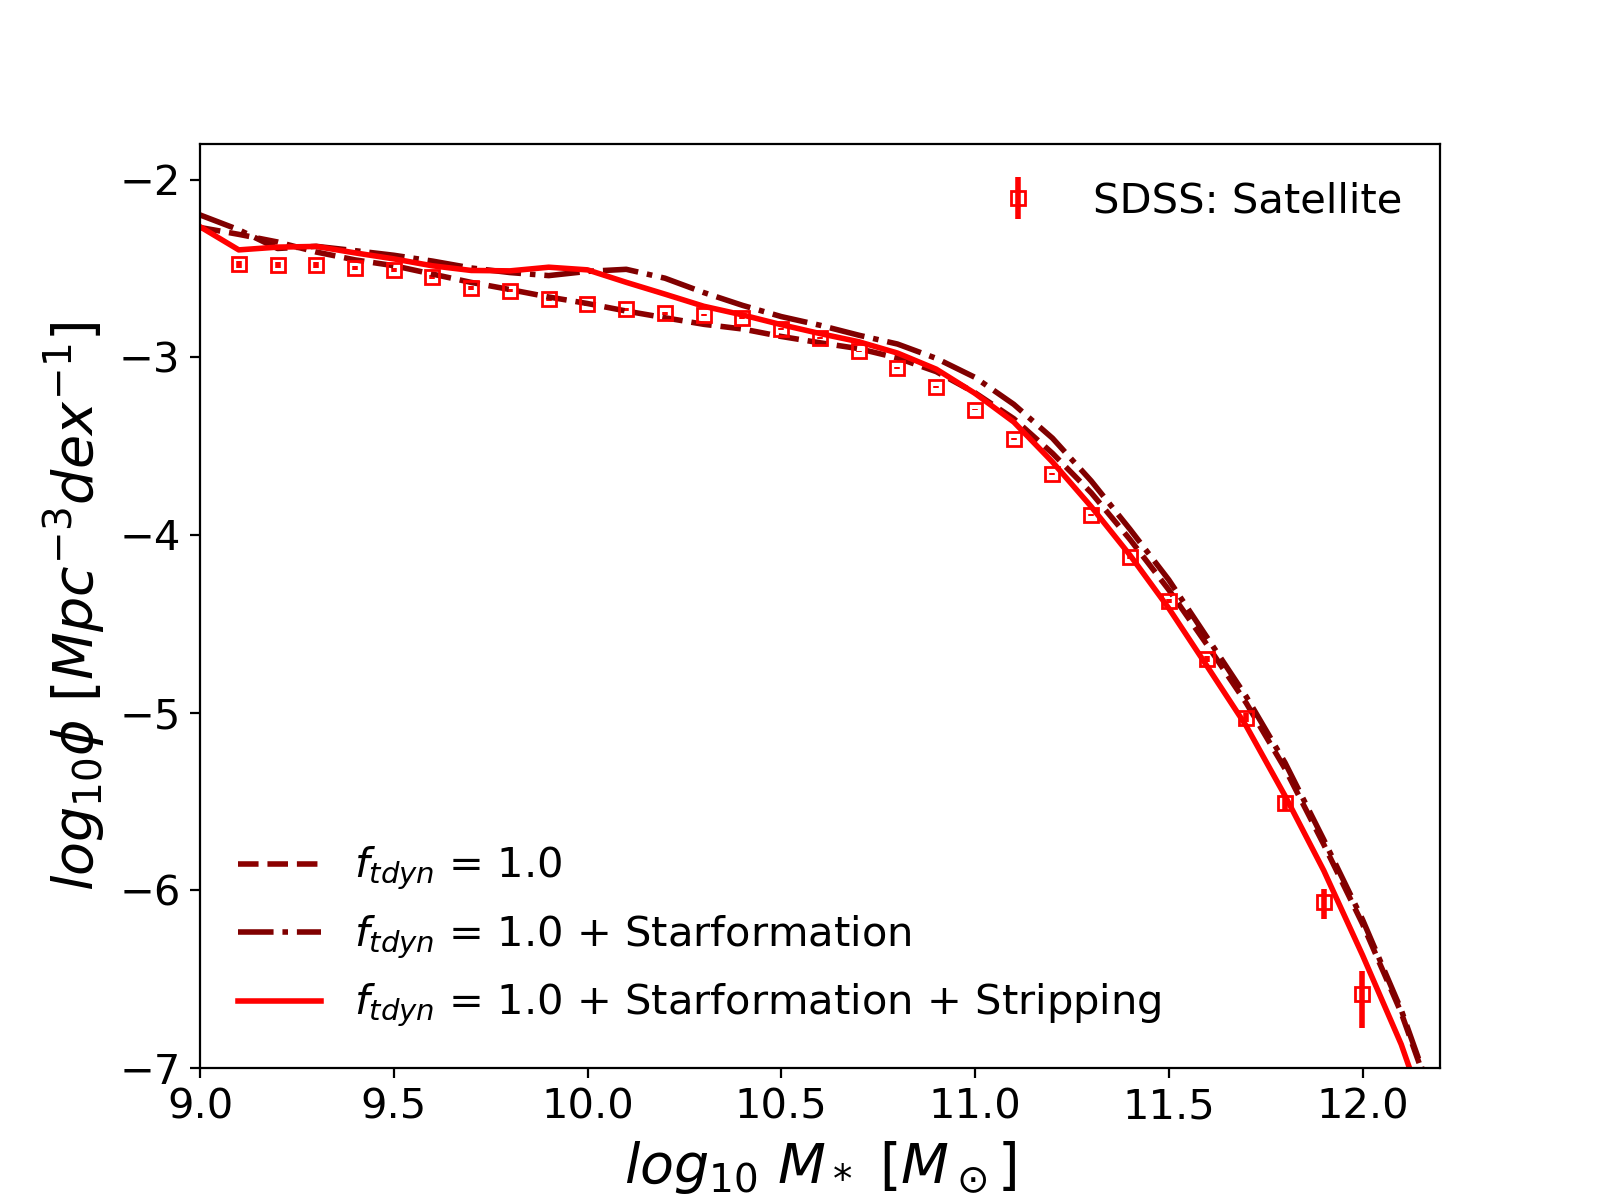 SDSS: Satellite
−2
−3
−4
−5
−6
−7
log₁₀ϕ [Mpc⁻³dex⁻¹]
f_tdyn = 1.0
f_tdyn = 1.0 + Starformation
f_tdyn = 1.0 + Starformation + Stripping
9.0 9.5 10.0 10.5 11.0 11.5 12.0
log₁₀ M_* [M_⊙]